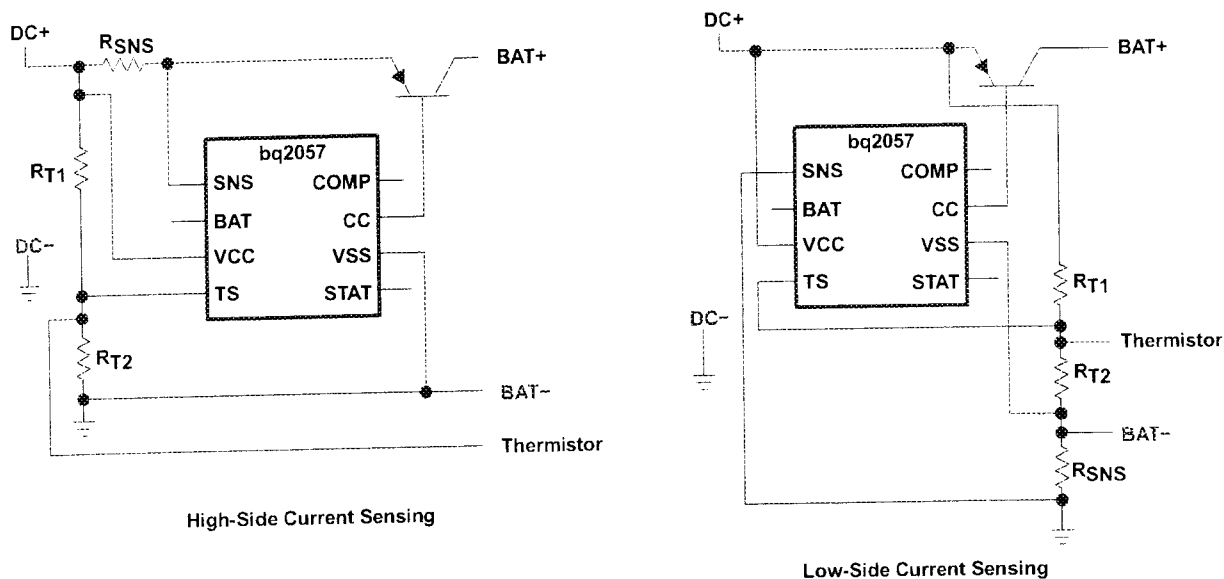 DC+
RSNS
BAT+
bq2057
SNS
COMP
RT1
BAT
CC
DC−
VCC
VSS
TS
STAT
RT2
BAT−
Thermistor
High-Side Current Sensing
DC+
BAT+
bq2057
SNS
COMP
BAT
CC
VCC
VSS
TS
STAT
RT1
DC−
Thermistor
RT2
BAT−
RSNS
Low-Side Current Sensing